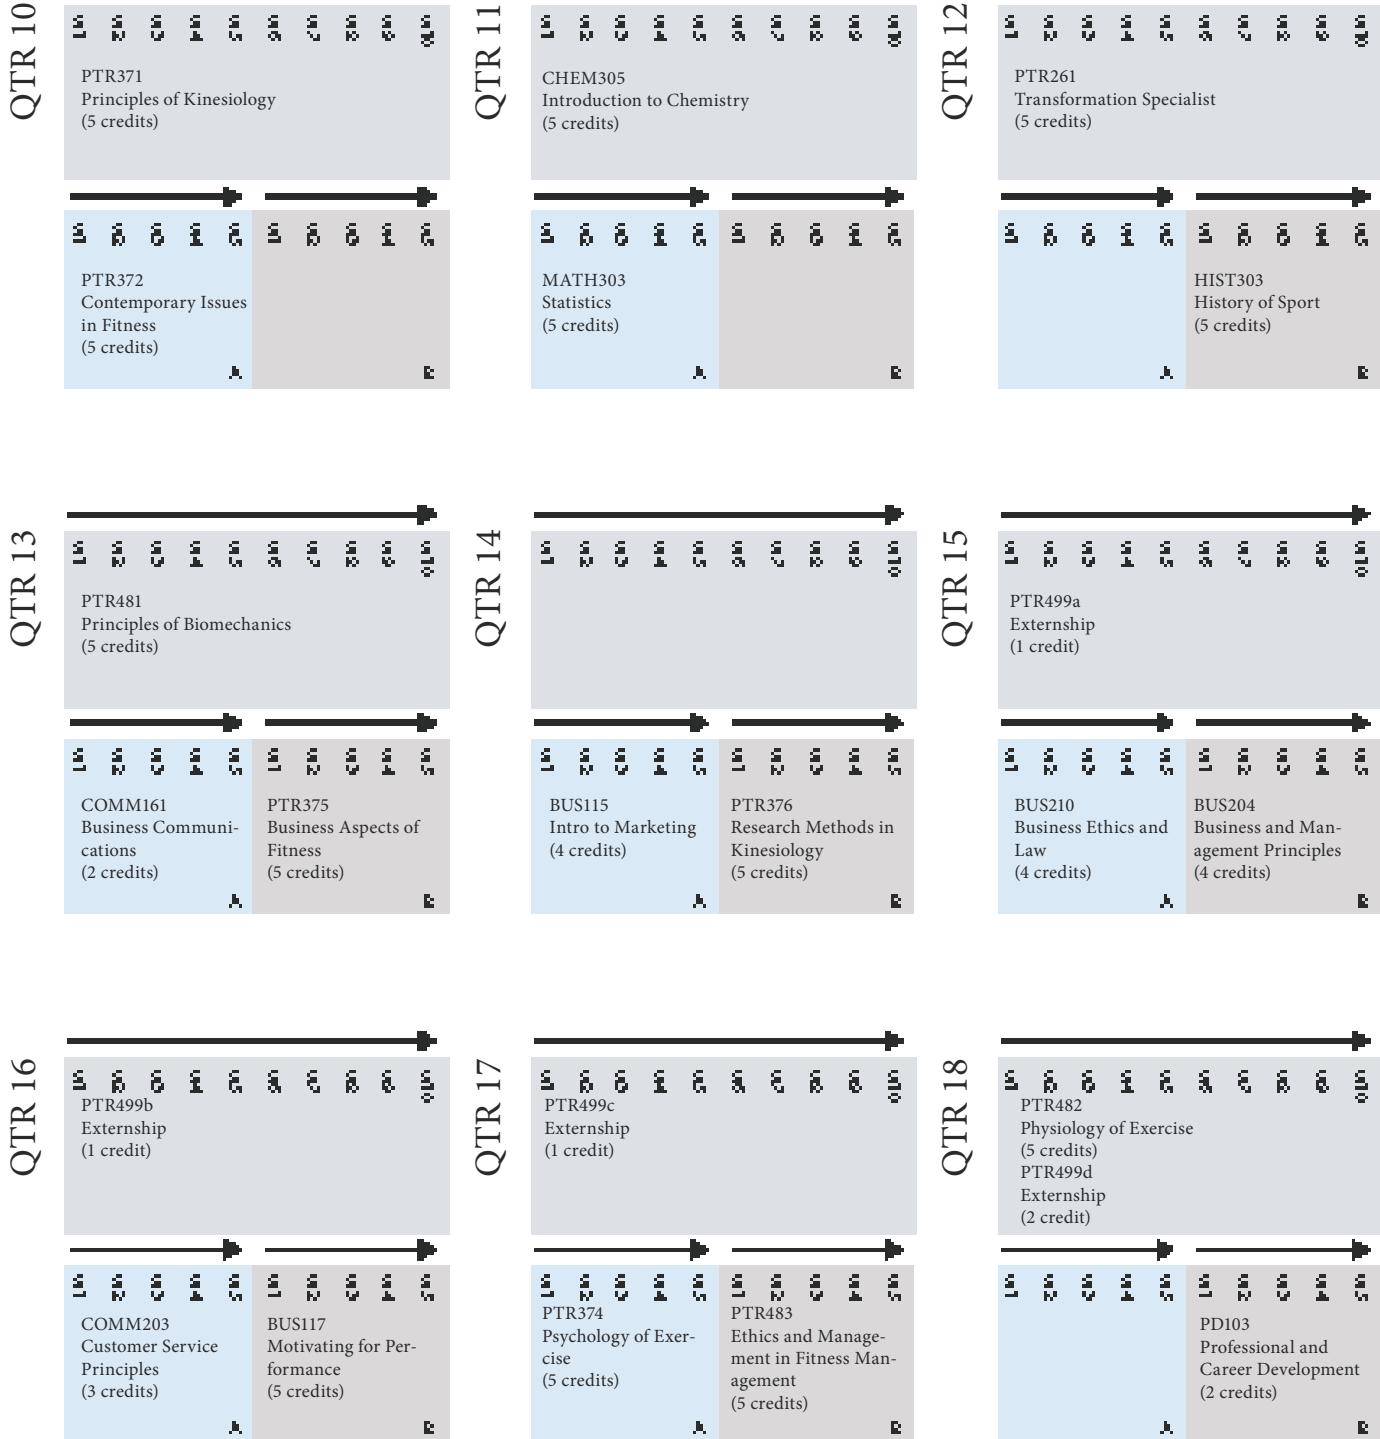 QTR 10
PTR371
Principles of Kinesiology
(5 credits)
PTR372
Contemporary Issues
in Fitness
(5 credits)
A
B
QTR 11
CHEM305
Introduction to Chemistry
(5 credits)
MATH303
Statistics
(5 credits)
A
B
QTR 12
PTR261
Transformation Specialist
(5 credits)
HIST303
History of Sport
(5 credits)
A
B
QTR 13
PTR481
Principles of Biomechanics
(5 credits)
COMM161
Business Communi-
cations
(2 credits)
A
PTR375
Business Aspects of
Fitness
(5 credits)
B
QTR 14
BUS115
Intro to Marketing
(4 credits)
A
PTR376
Research Methods in
Kinesiology
(5 credits)
B
QTR 15
PTR499a
Externship
(1 credit)
BUS210
Business Ethics and
Law
(4 credits)
A
BUS204
Business and Man-
agement Principles
(4 credits)
B
QTR 16
PTR499b
Externship
(1 credit)
COMM203
Customer Service
Principles
(3 credits)
A
BUS117
Motivating for Per-
formance
(5 credits)
B
QTR 17
PTR499c
Externship
(1 credit)
PTR374
Psychology of Exer-
cise
(5 credits)
A
PTR483
Ethics and Manage-
ment in Fitness Man-
agement
(5 credits)
B
QTR 18
PTR482
Physiology of Exercise
(5 credits)
PTR499d
Externship
(2 credit)
A
PD103
Professional and
Career Development
(2 credits)
B